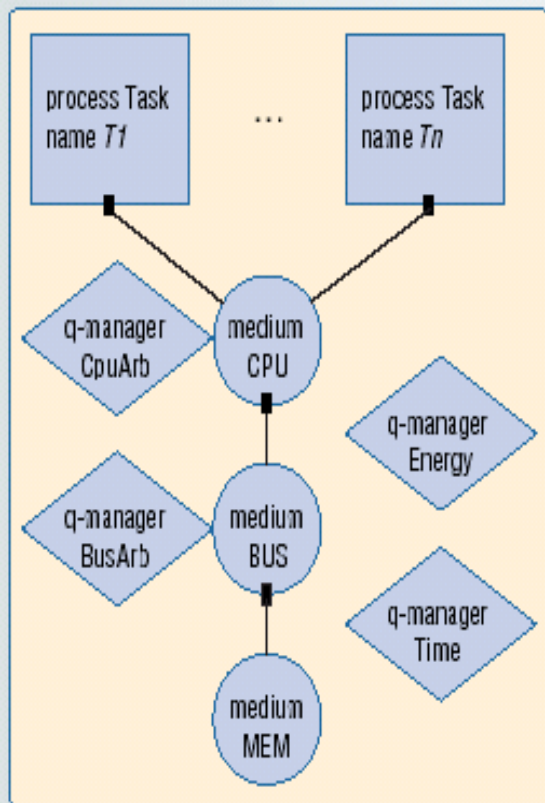 process Task
name T1
...
process Task
name Tn
q-manager
CpuArb
medium
CPU
q-manager
Energy
q-manager
BusArb
medium
BUS
q-manager
Time
medium
MEM